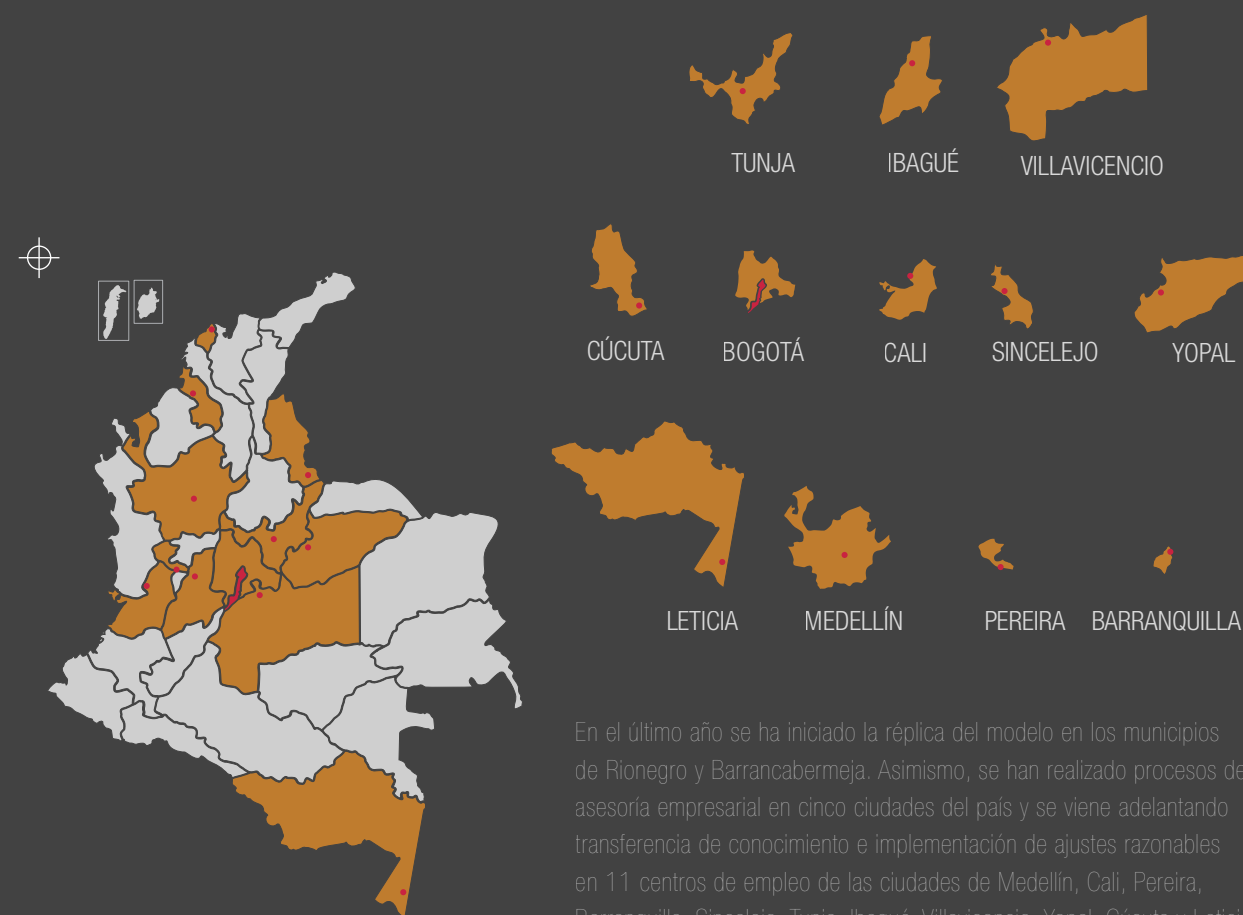 TUNJA
IBAGUÉ
VILLAVICENCIO
CÚCUTA
BOGOTÁ
CALI
SINCELEJO
YOPAL
LETICIA
MEDELLÍN
PEREIRA
BARRANQUILLA
En el último año se ha iniciado la réplica del modelo en los municipios
de Rionegro y Barrancabermeja. Asimismo, se han realizado procesos de
asesoría empresarial en cinco ciudades del país y se viene adelantando
transferencia de conocimiento e implementación de ajustes razonables
en 11 centros de empleo de las ciudades de Medellín, Cali, Pereira,